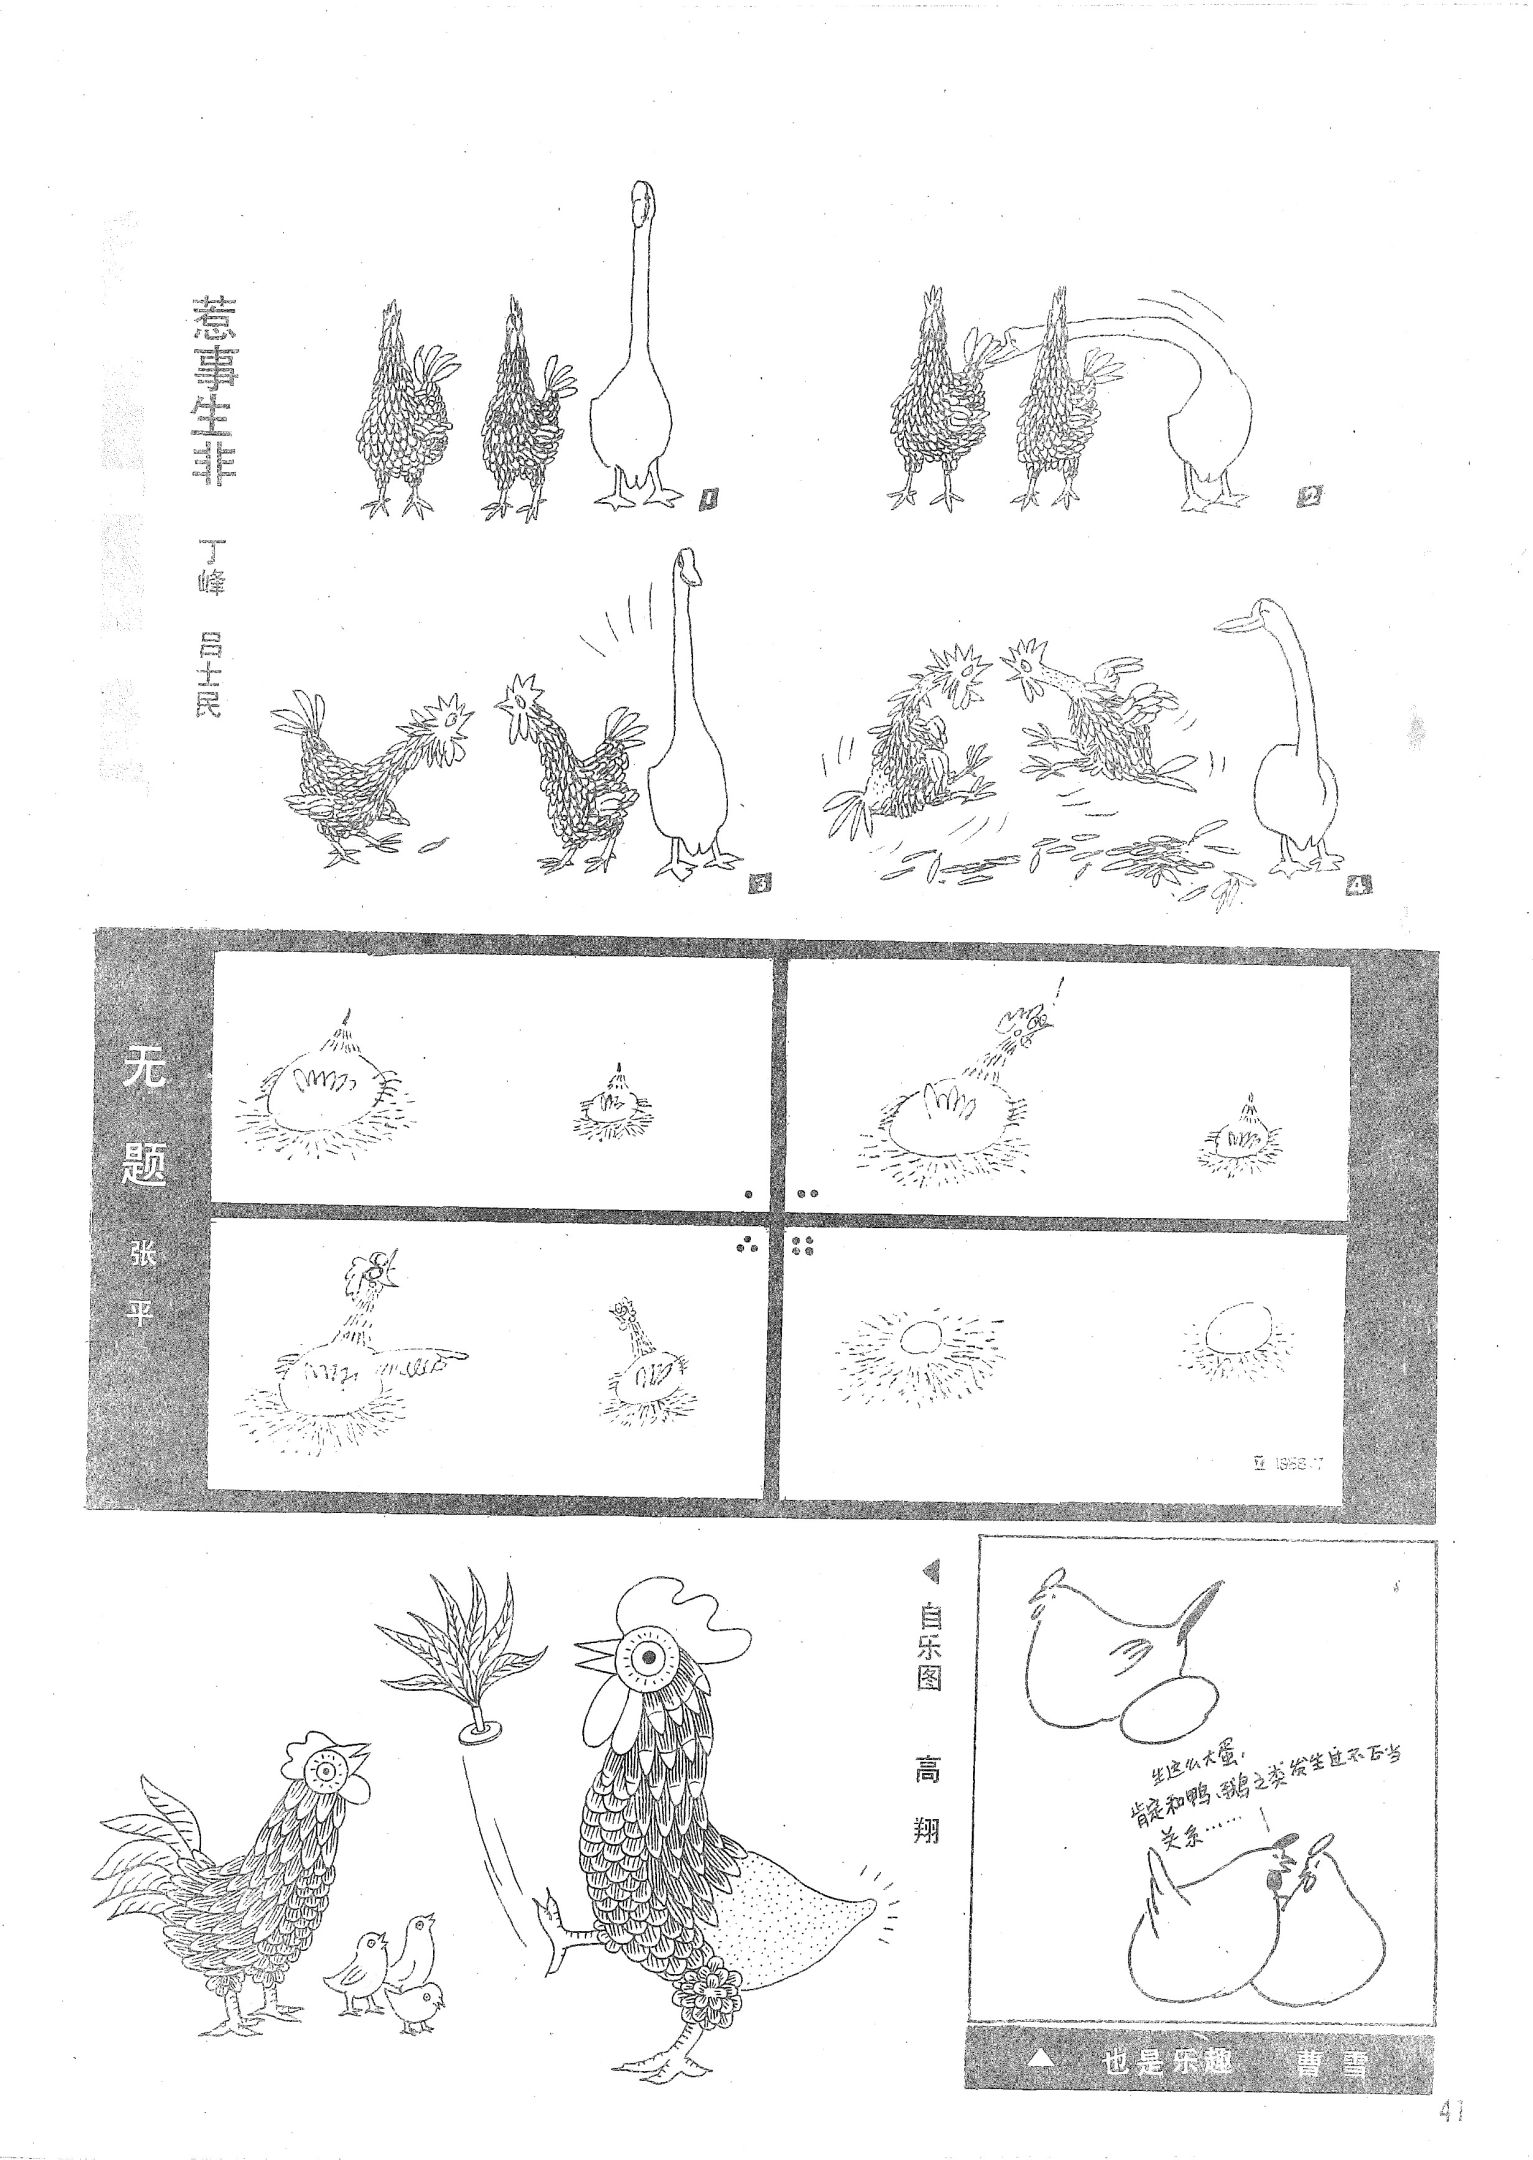 惹事生非 丁峰 吕士民
1
2
3
4
无题 张平
1988.7
◀自乐图 高翔
生这么大蛋，
肯定和鸭、鹅之类发生过不正当
关系……
▲ 也是乐趣 曹雪
41